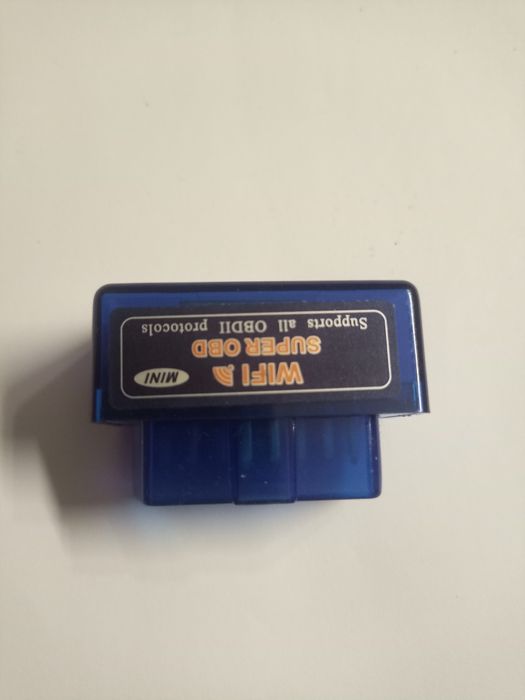 MINI
WIFI
SUPER OBD
Supports all OBDII protocols